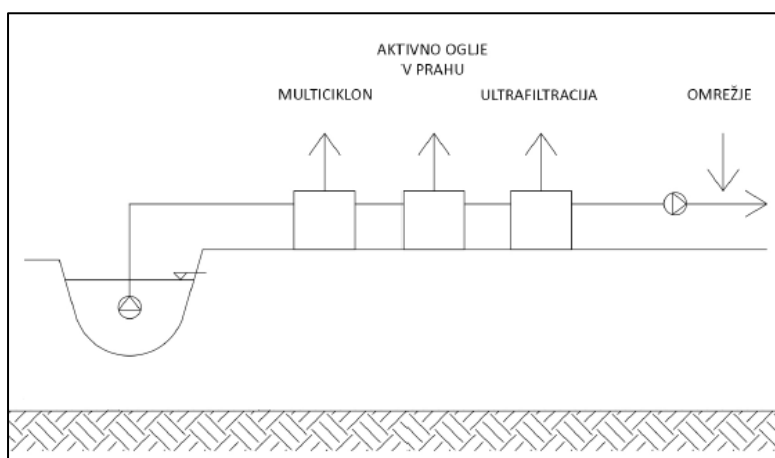 AKTIVNO OGLJE
V PRAHU
MULTICIKLON
ULTRAFILTRACIJA
OMREŽJE